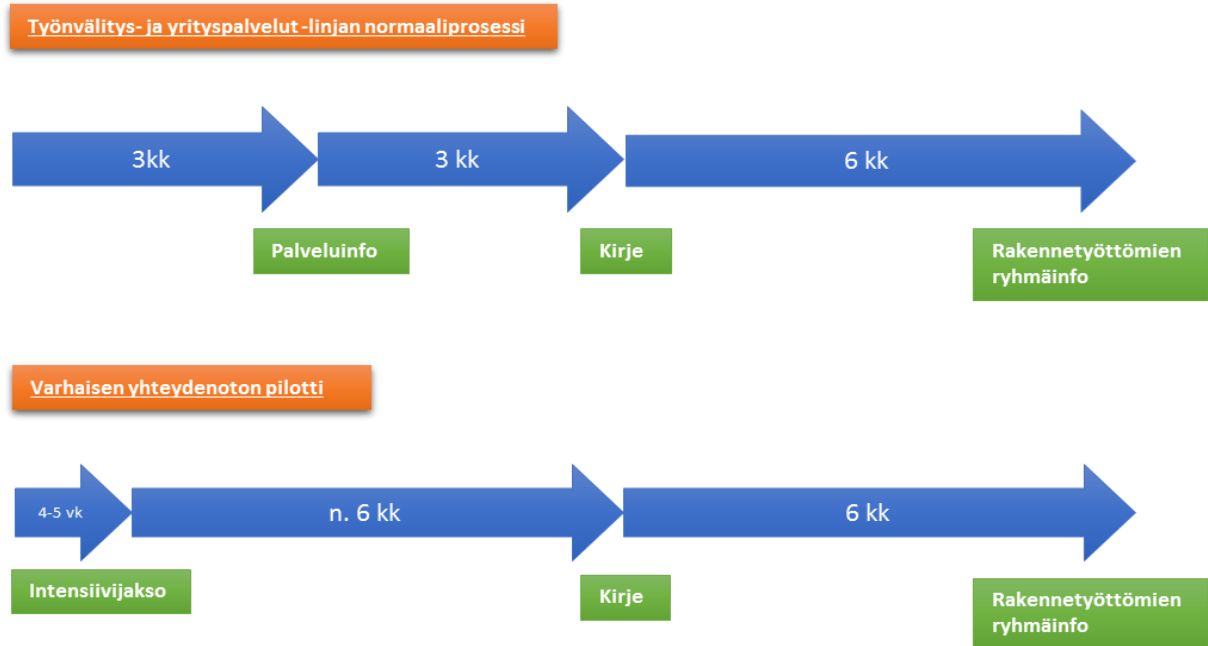 Työnvälitys- ja yrityspalvelut -linjan normaaliprosessi
3kk
3 kk
6 kk
Palveluinfo
Kirje
Rakennetyöttömien
ryhmäinfo
Varhaisen yhteydenoton pilotti
4-5 vk
n. 6 kk
6 kk
Intensiivijakso
Kirje
Rakennetyöttömien
ryhmäinfo